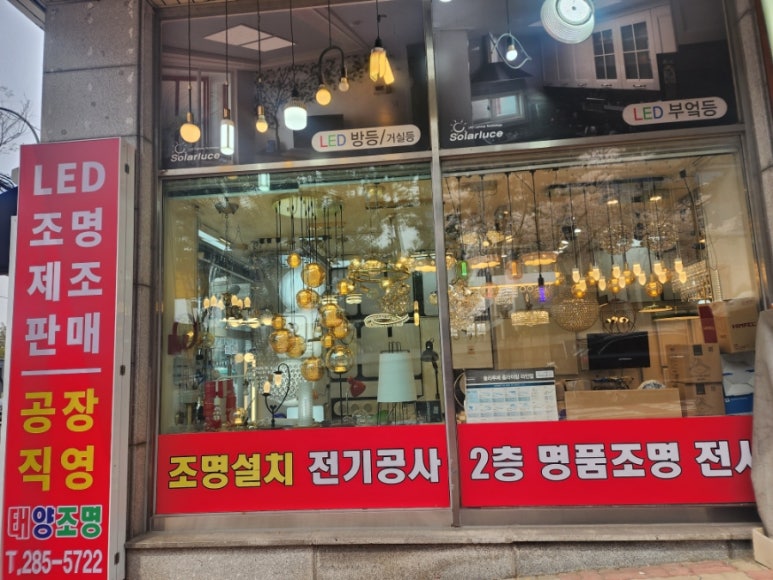 LED
조명
제조
판매
공장
직영
태양조명
T.285-5722
Solarluce
LED 방등/거실등
Solarluce
LED 부엌등
조명설치 전기공사
2층 명품조명 전시